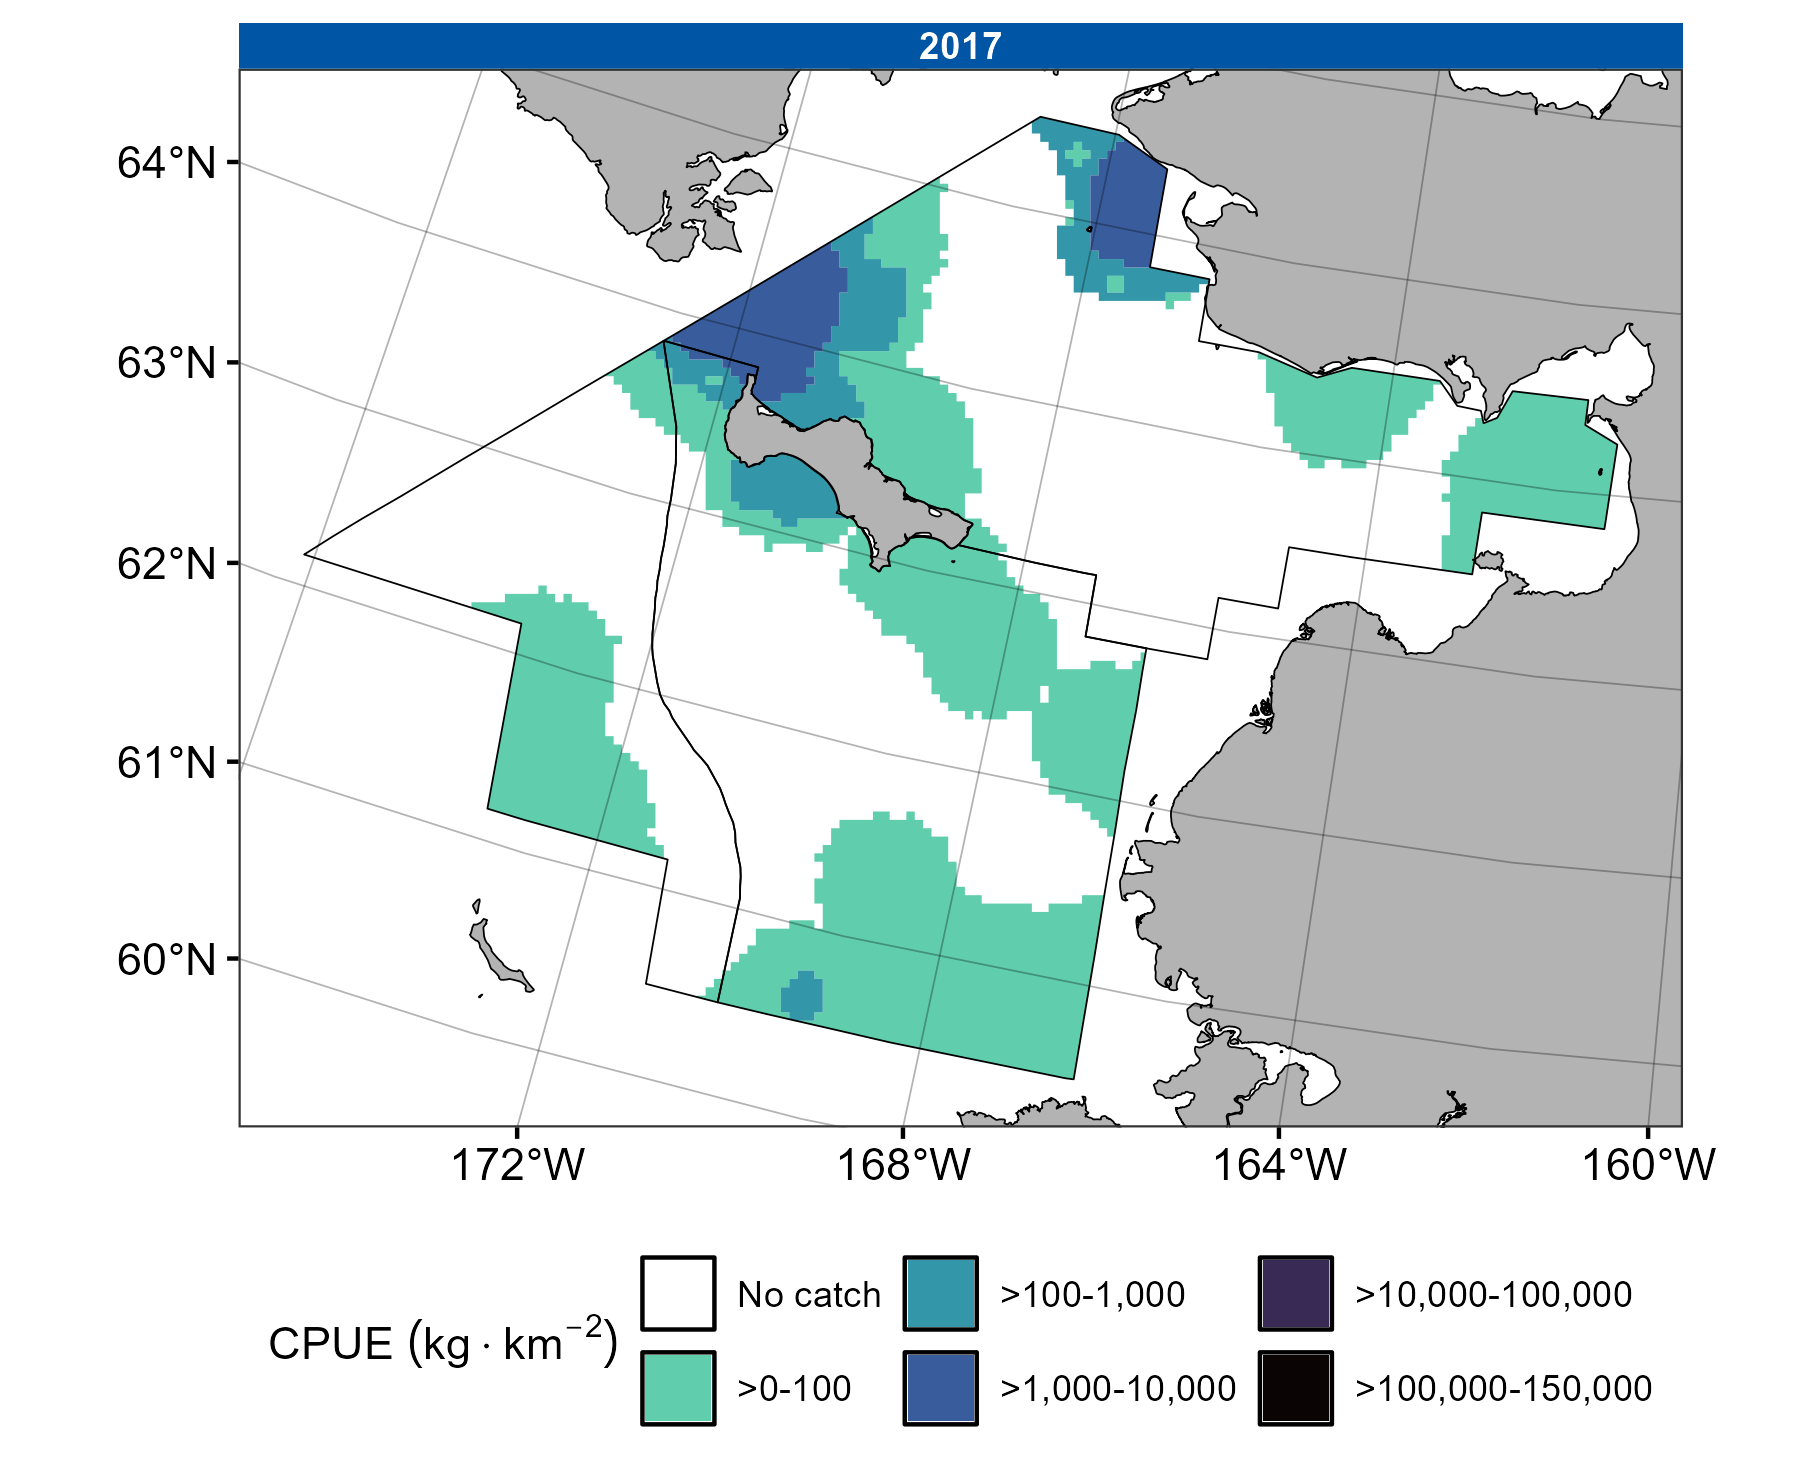 2017
64°N
63°N
62°N
61°N
60°N
172°W 168°W 164°W 160°W
CPUE (kg · km⁻²)
No catch >100-1,000 >10,000-100,000
>0-100 >1,000-10,000 >100,000-150,000